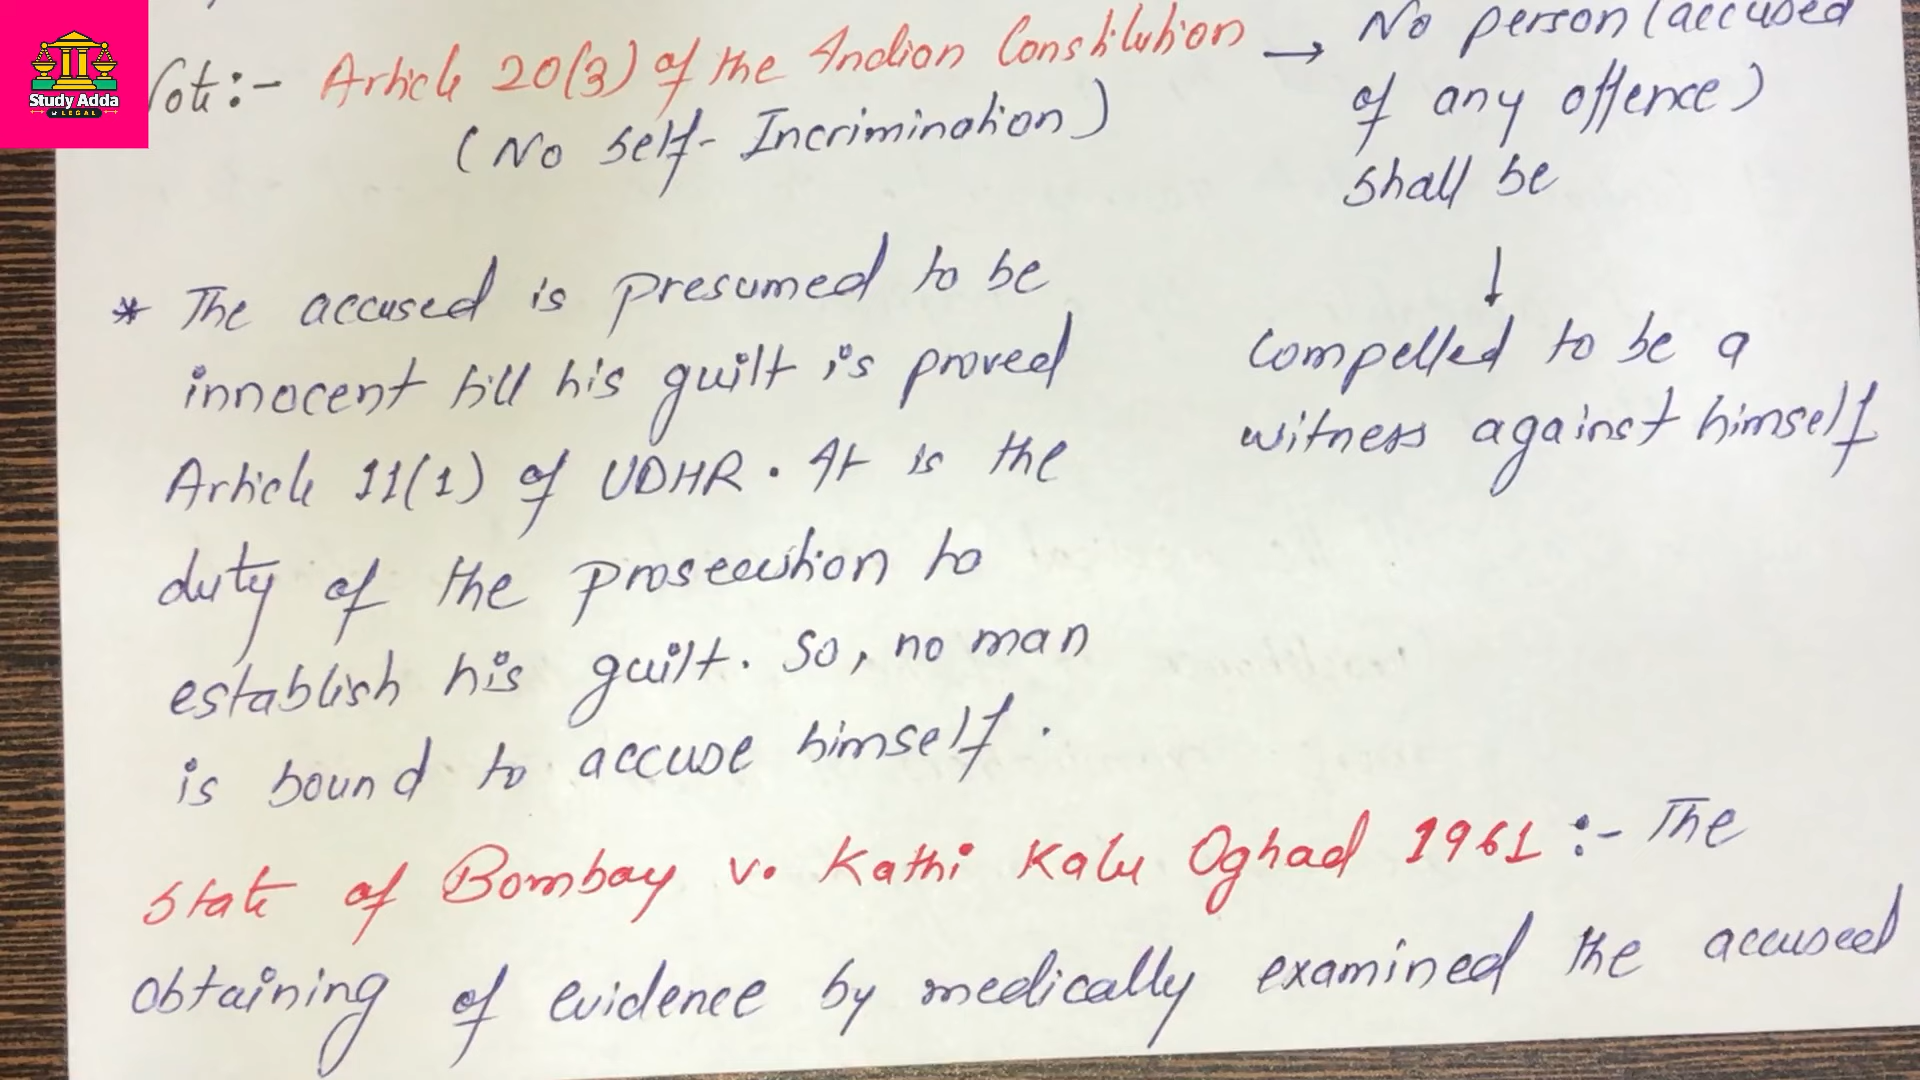 Study Adda
LEGAL
Note:- Article 20(3) of the Indian Constitution → No person (accused
(No Self-Incrimination)
of any offence)
shall be
↓
compelled to be a
witness against himself
* The accused is presumed to be
innocent till his guilt is proved
Article 11(1) of UDHR. It is the
duty of the prosecution to
establish his guilt. So, no man
is bound to accuse himself.
State of Bombay v. Kathi Kalu Oghad 1961:- The
obtaining of evidence by medically examined the accused